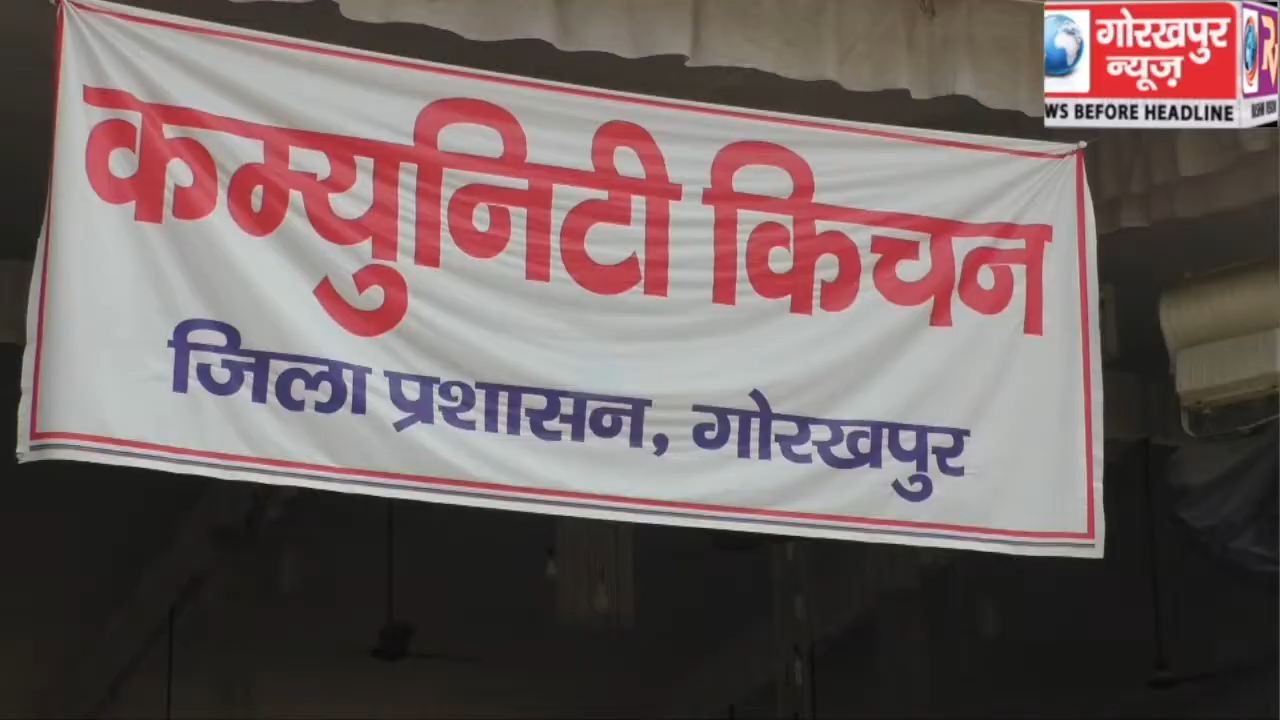 गोरखपुर
न्यूज़
WS BEFORE HEADLINE
कम्युनिटी किचन
जिला प्रशासन, गोरखपुर